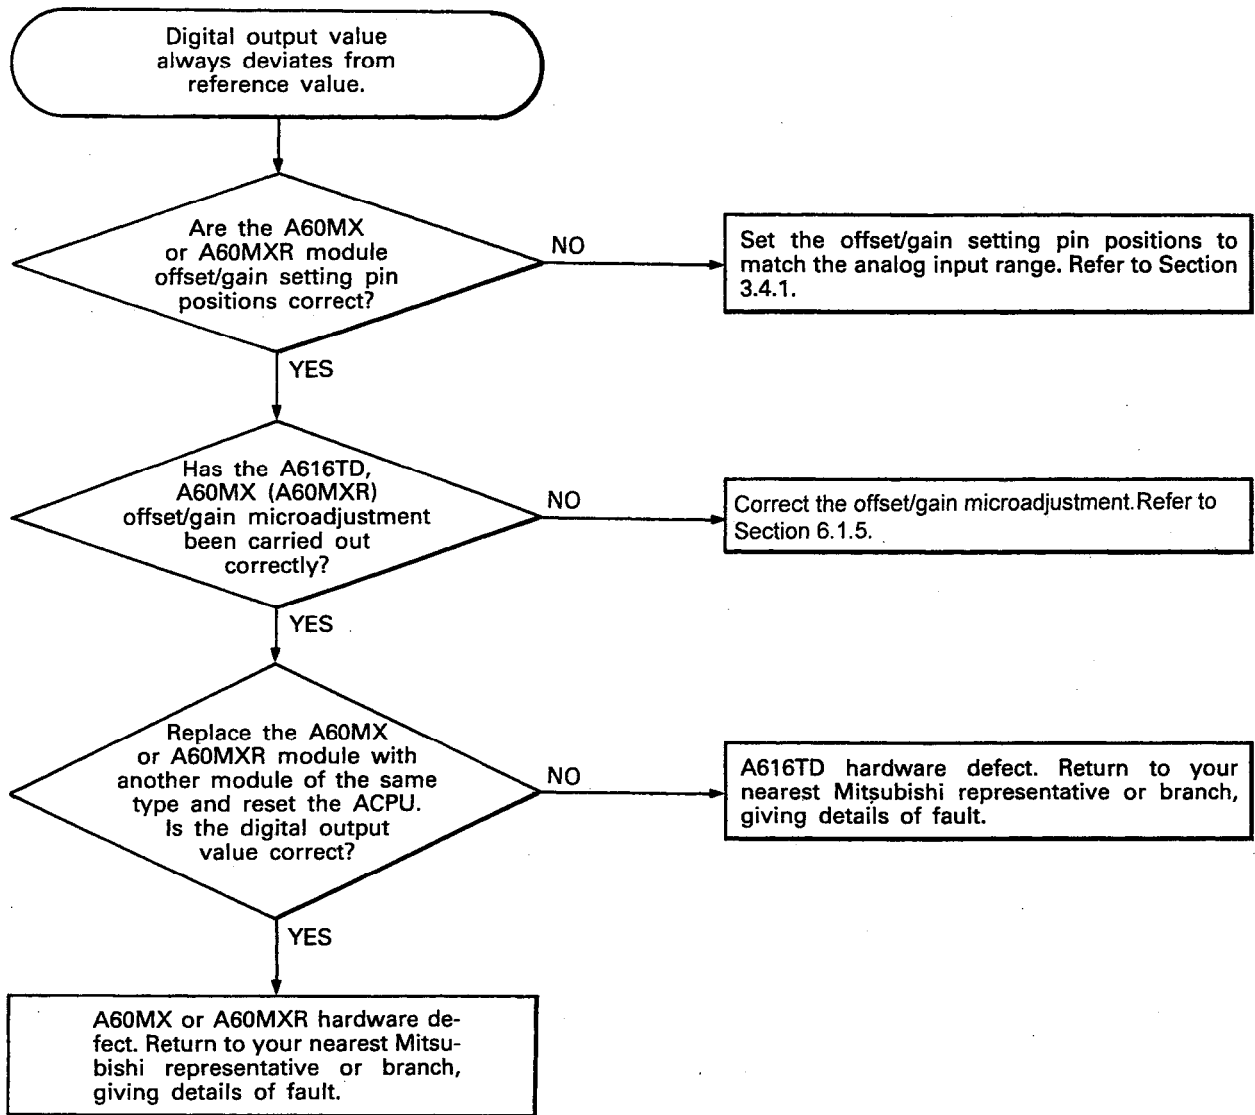 Digital output value
always deviates from
reference value.
Are the A60MX
or A60MXR module
offset/gain setting pin
positions correct?
NO
Set the offset/gain setting pin positions to
match the analog input range. Refer to Section
3.4.1.
YES
Has the A616TD,
A60MX (A60MXR)
offset/gain microadjustment
been carried out
correctly?
NO
Correct the offset/gain microadjustment.Refer to
Section 6.1.5.
YES
Replace the A60MX
or A60MXR module with
another module of the same
type and reset the ACPU.
Is the digital output
value correct?
NO
A616TD hardware defect. Return to your
nearest Mitsubishi representative or branch,
giving details of fault.
YES
A60MX or A60MXR hardware de-
fect. Return to your nearest Mitsu-
bishi representative or branch,
giving details of fault.